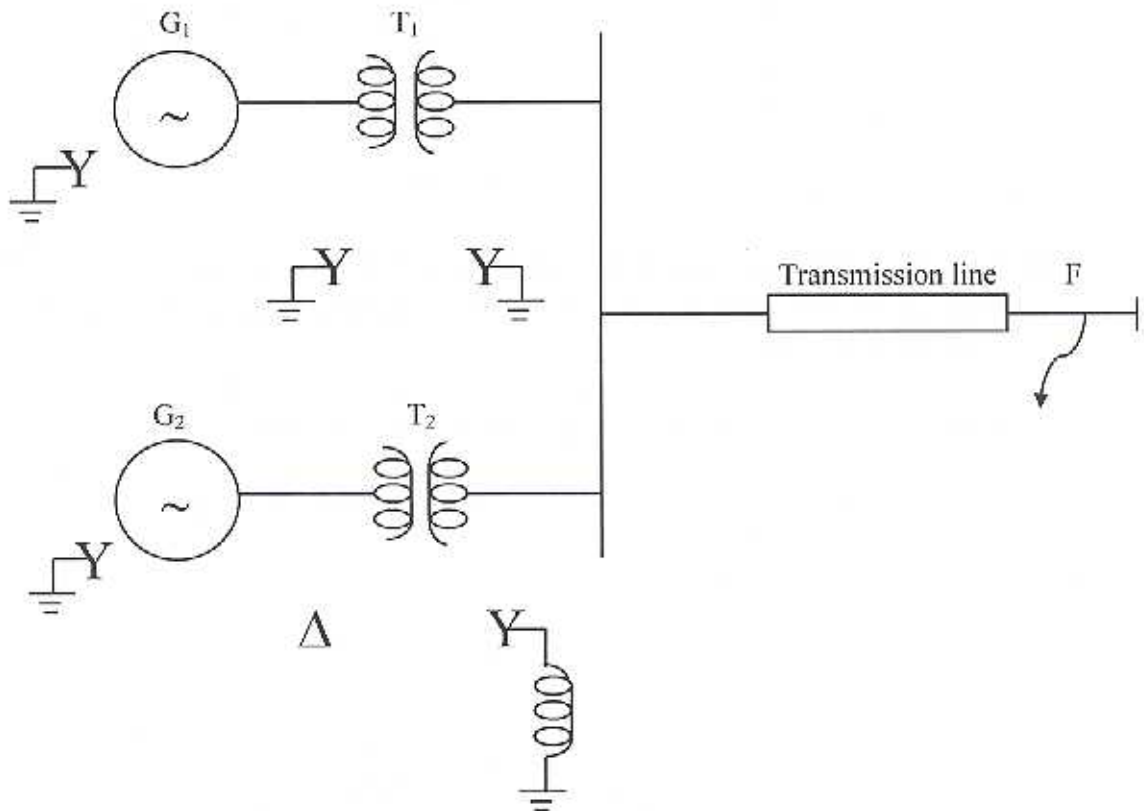 G₁ T₁
~
Y
Y Y
Transmission line F
G₂ T₂
~
Y
Δ Y